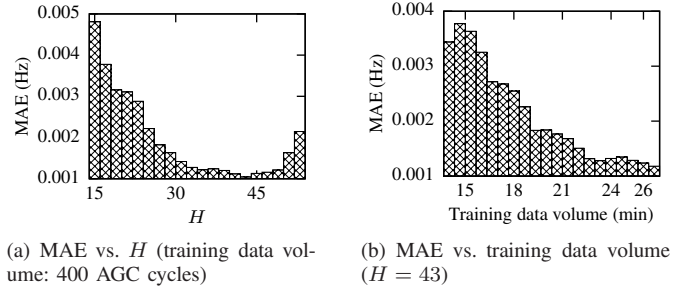 0.005
0.004
0.003
0.002
0.001
MAE (Hz)
15 30 45
H
0.004
0.003
0.002
0.001
MAE (Hz)
15 18 21 24 26
Training data volume (min)
(a) MAE vs. H (training data vol-
ume: 400 AGC cycles)
(b) MAE vs. training data volume
(H = 43)